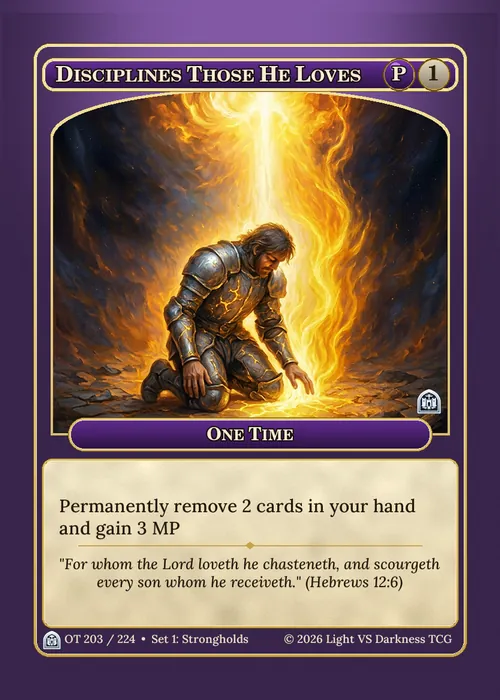 Disciplines Those He Loves P 1
One Time
Permanently remove 2 cards in your hand
and gain 3 MP
"For whom the Lord loveth he chasteneth, and scourgeth
every son whom he receiveth." (Hebrews 12:6)
OT 203 / 224 • Set 1: Strongholds © 2026 Light VS Darkness TCG